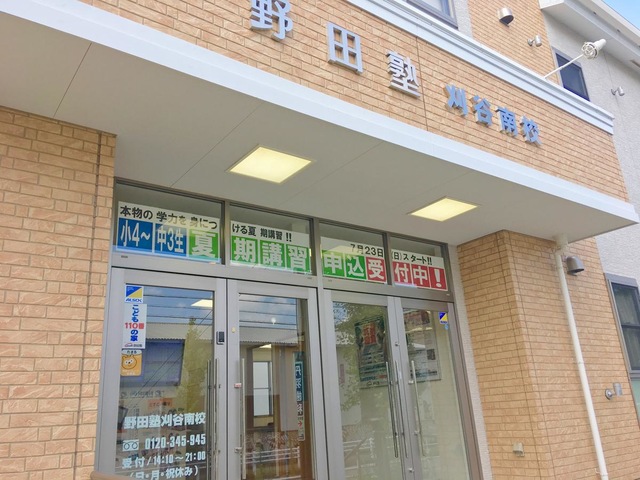 野田塾 刈谷南校
本物の 学力を 身につける夏 期講習!!
7月23日(日)スタート!!
小4～中3生 夏期講習 申込受付中!
ALSOK
こども
110番
の家
野田塾刈谷南校
0120-345-945
受付/14:10～21:00
(日・月・祝休み)